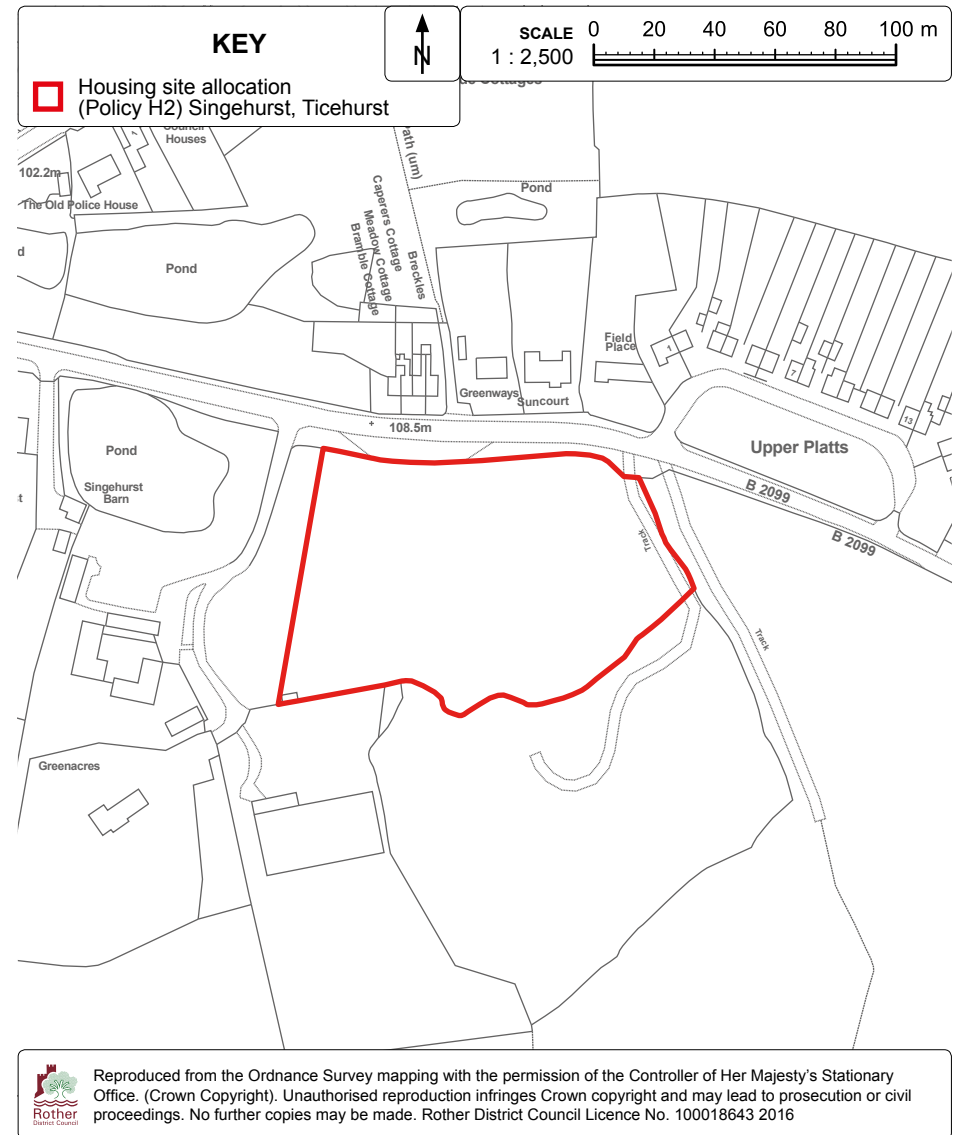 KEY
Housing site allocation
(Policy H2) Singehurst, Ticehurst
N
SCALE
1 : 2,500
0 20 40 60 80 100 m
Cottages
Council
Houses
1
102.2m
The Old Police House
d
Pond
Path (um)
Pond
Caperers Cottage
Meadow Cottage
Bramble Cottage
Breckles
Field
Place
1
7
13
Greenways
Suncourt
108.5m
Upper Platts
B 2099
B 2099
Pond
Singehurst
Barn
Track
Track
Greenacres
Rother
District Council
Reproduced from the Ordnance Survey mapping with the permission of the Controller of Her Majesty's Stationary
Office. (Crown Copyright). Unauthorised reproduction infringes Crown copyright and may lead to prosecution or civil
proceedings. No further copies may be made. Rother District Council Licence No. 100018643 2016